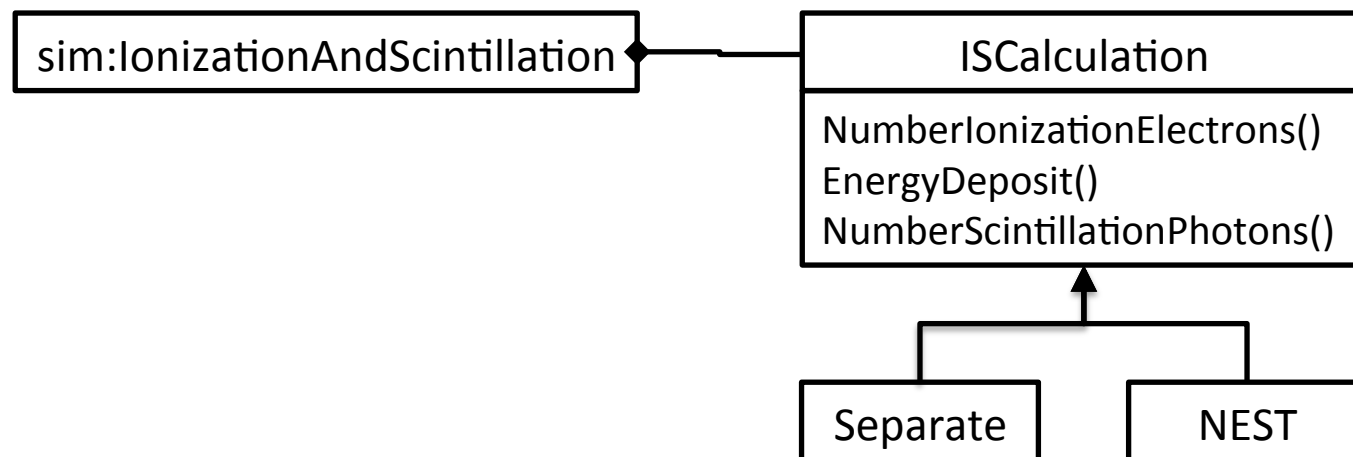 sim:IonizationAndScintillation
ISCalculation
NumberIonizationElectrons()
EnergyDeposit()
NumberScintillationPhotons()
Separate
NEST